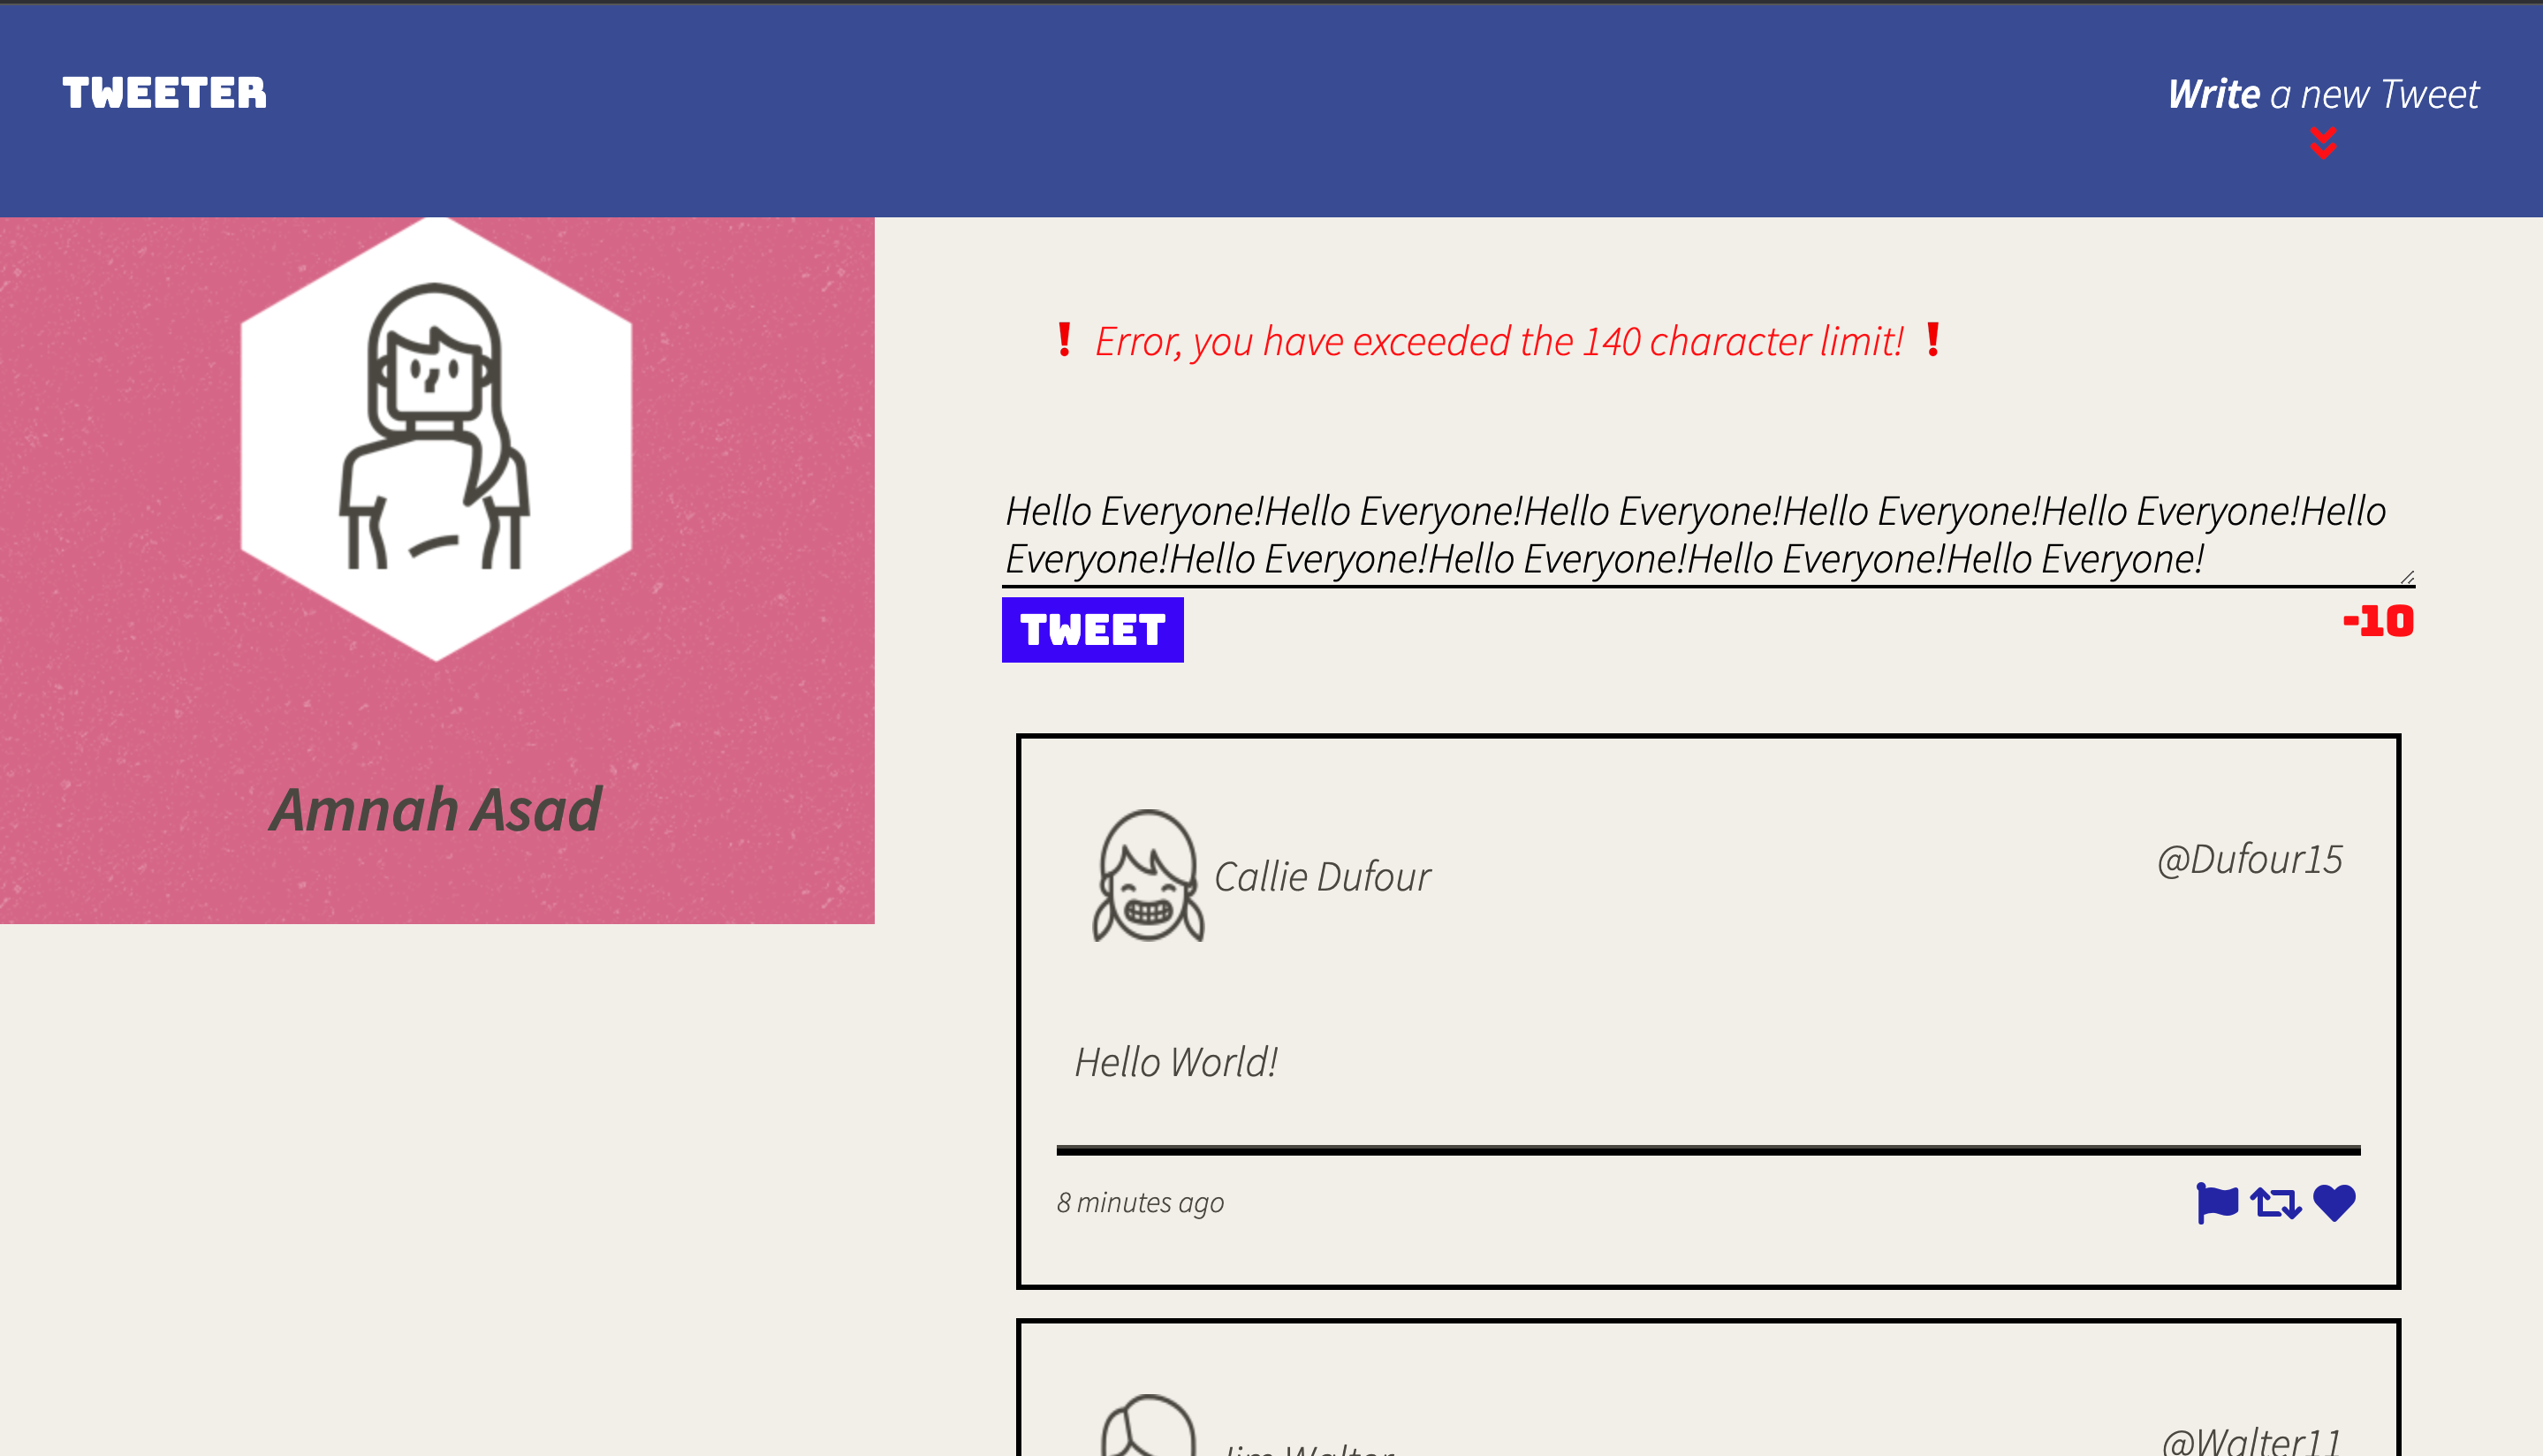 TWEETER
Write a new Tweet
! Error, you have exceeded the 140 character limit! !
Hello Everyone!Hello Everyone!Hello Everyone!Hello Everyone!Hello Everyone!Hello
Everyone!Hello Everyone!Hello Everyone!Hello Everyone!Hello Everyone!
TWEET
-10
Amnah Asad
Callie Dufour
@Dufour15
Hello World!
8 minutes ago
Jim Walter
@Walter11